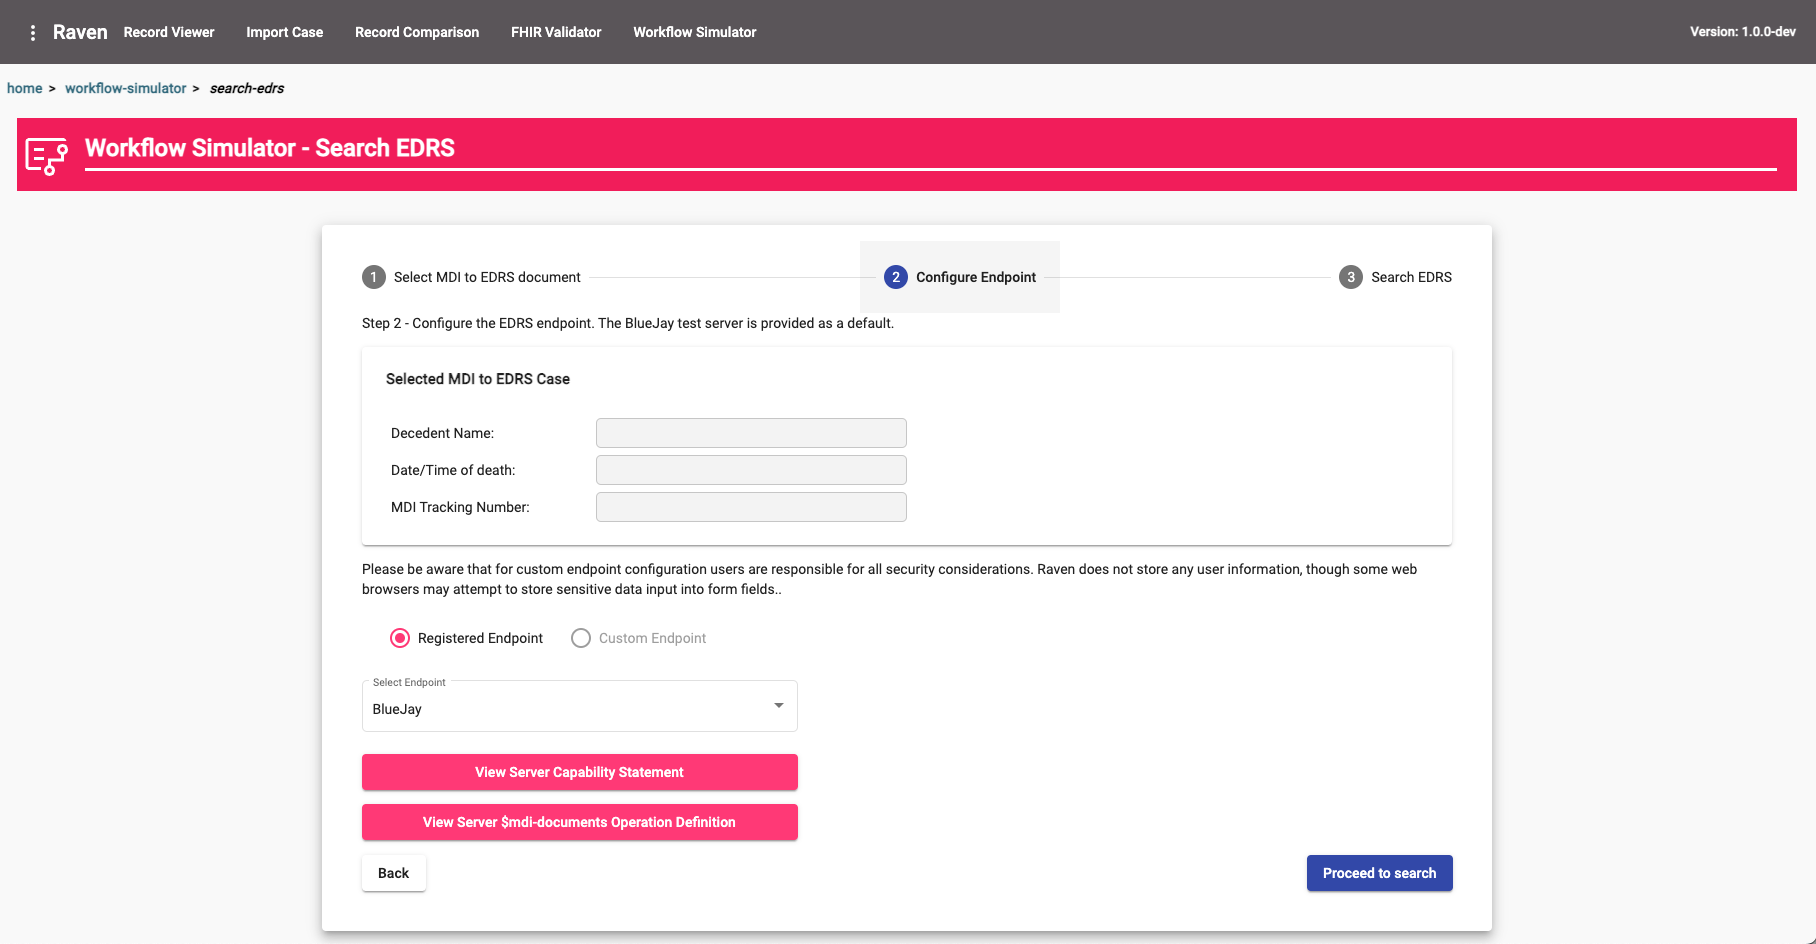 Raven Record Viewer Import Case Record Comparison FHIR Validator Workflow Simulator Version: 1.0.0-dev
home > workflow-simulator > search-edrs
Workflow Simulator - Search EDRS
1 Select MDI to EDRS document 2 Configure Endpoint 3 Search EDRS
Step 2 - Configure the EDRS endpoint. The BlueJay test server is provided as a default.
Selected MDI to EDRS Case
Decedent Name:
Date/Time of death:
MDI Tracking Number:
Please be aware that for custom endpoint configuration users are responsible for all security considerations. Raven does not store any user information, though some web
browsers may attempt to store sensitive data input into form fields..
Registered Endpoint Custom Endpoint
Select Endpoint
BlueJay
View Server Capability Statement
View Server $mdi-documents Operation Definition
Back Proceed to search